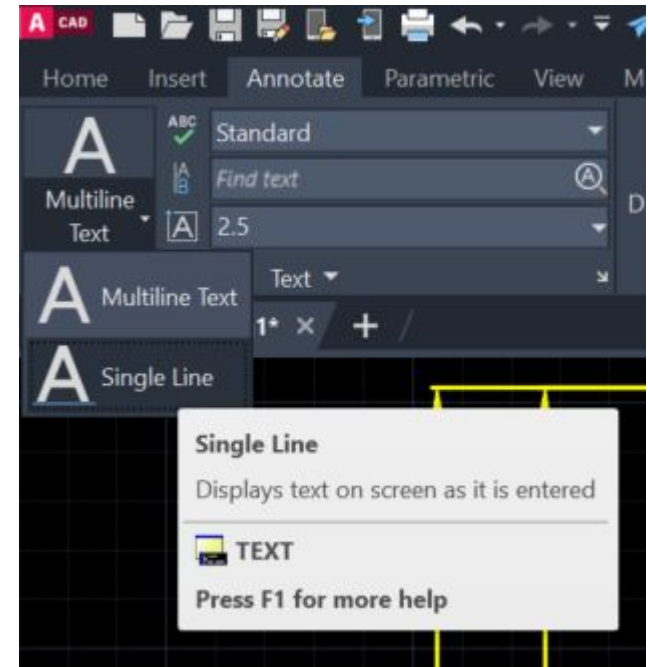 A CAD
Home Insert Annotate Parametric View M
ABC
Standard
A
B
Find text
A
Multiline
Text
A
2.5
D
Text
A Multiline Text
1*
A Single Line
Single Line
Displays text on screen as it is entered
TEXT
Press F1 for more help